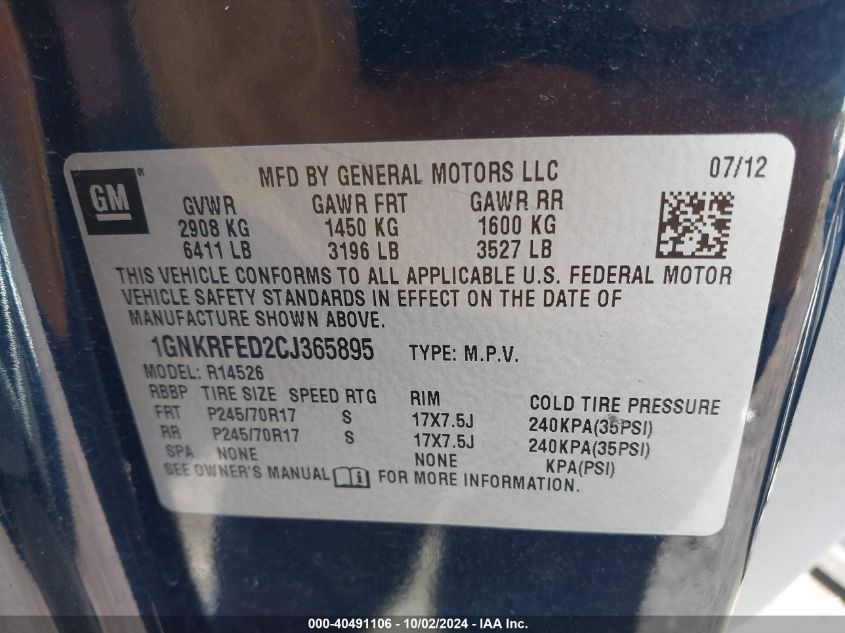 GM®
MFD BY GENERAL MOTORS LLC 07/12
GVWR GAWR FRT GAWR RR
2908 KG 1450 KG 1600 KG
6411 LB 3196 LB 3527 LB
THIS VEHICLE CONFORMS TO ALL APPLICABLE U.S. FEDERAL MOTOR
VEHICLE SAFETY STANDARDS IN EFFECT ON THE DATE OF
MANUFACTURE SHOWN ABOVE.
1GNKRFED2CJ365895 TYPE: M.P.V.
MODEL: R14526
RBBP TIRE SIZE SPEED RTG RIM COLD TIRE PRESSURE
FRT P245/70R17 S 17X7.5J 240KPA(35PSI)
RR P245/70R17 S 17X7.5J 240KPA(35PSI)
SPA NONE NONE KPA(PSI)
SEE OWNER'S MANUAL i FOR MORE INFORMATION.
000-40491106 - 10/02/2024 - IAA Inc.